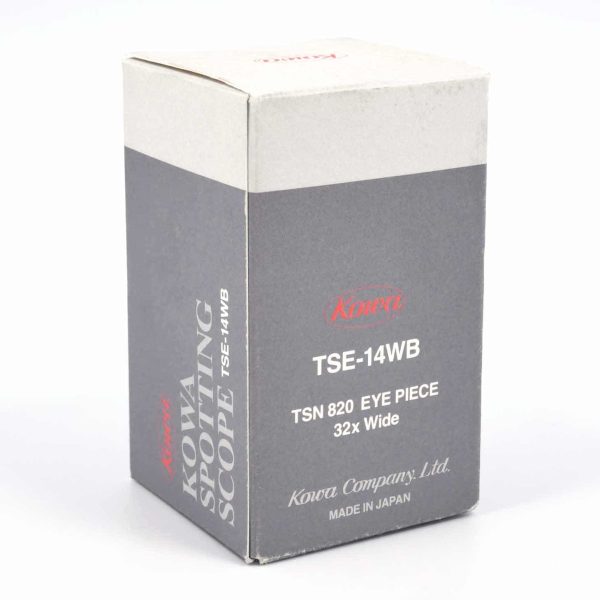 Kowa
Kowa
TSE-14WB
TSN 820 EYE PIECE
32x Wide
Kowa Company. Ltd.
MADE IN JAPAN
Kowa
KOWA
SPOTTING
SCOPE TSE-14WB